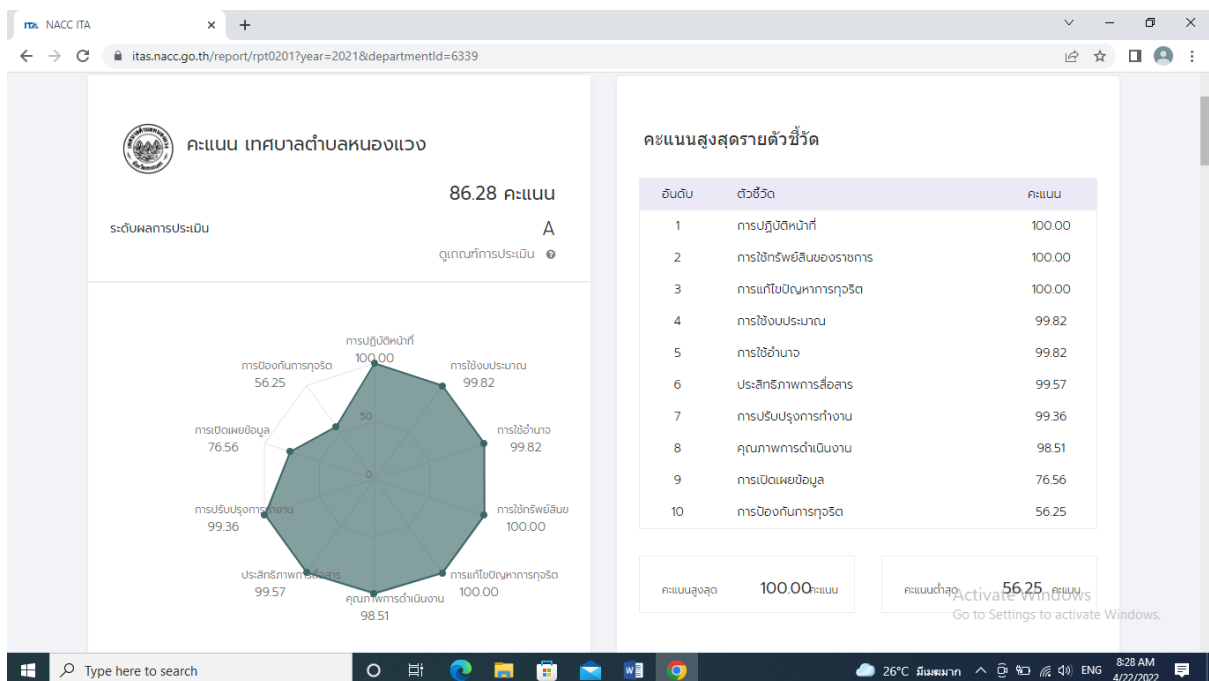 ITA NACC ITA
itas.nacc.go.th/report/rpt0201?year=2021&departmentId=6339
คะแนน เทศบาลตำบลหนองแวง
86.28 คะแนน
ระดับผลการประเมิน
A
ดูเกณฑ์การประเมิน
การปฏิบัติหน้าที่
100.00
การใช้งบประมาณ
99.82
การใช้อำนาจ
99.82
การใช้ทรัพย์สินข
100.00
การแก้ไขปัญหาการทุจริต
100.00
คุณภาพการดำเนินงาน
98.51
ประสิทธิภาพการสื่อสาร
99.57
การปรับปรุงการทำงาน
99.36
การเปิดเผยข้อมูล
76.56
การป้องกันการทุจริต
56.25
50
0
คะแนนสูงสุดรายตัวชี้วัด
อันดับ ตัวชี้วัด คะแนน
1 การปฏิบัติหน้าที่ 100.00
2 การใช้ทรัพย์สินของราชการ 100.00
3 การแก้ไขปัญหาการทุจริต 100.00
4 การใช้งบประมาณ 99.82
5 การใช้อำนาจ 99.82
6 ประสิทธิภาพการสื่อสาร 99.57
7 การปรับปรุงการทำงาน 99.36
8 คุณภาพการดำเนินงาน 98.51
9 การเปิดเผยข้อมูล 76.56
10 การป้องกันการทุจริต 56.25
คะแนนสูงสุด 100.00 คะแนน
คะแนนต่ำสุด 56.25 คะแนน
Activate Windows
Go to Settings to activate Windows.
Type here to search
26°C มีเมฆมาก ENG 8:28 AM
4/22/2022